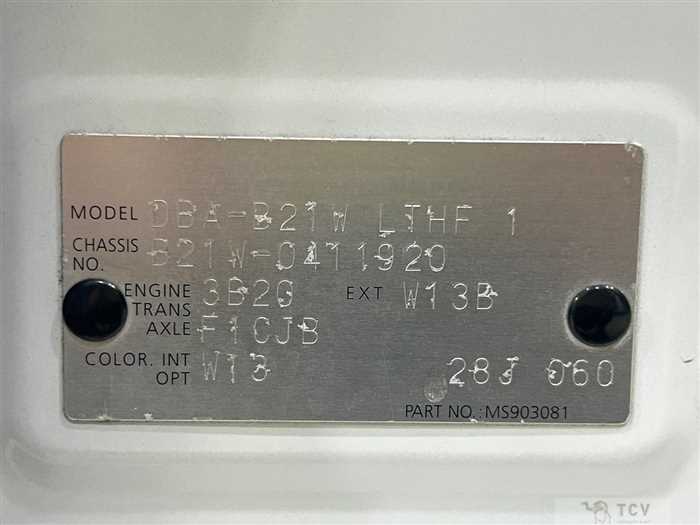 MODEL DBA-B21W LTHF 1
CHASSIS NO. B21W-0411920
ENGINE 3B20 EXT W13B
TRANS AXLE F1CJB
COLOR. INT OPT W13 28J 060
PART NO.: MS903081
TCV